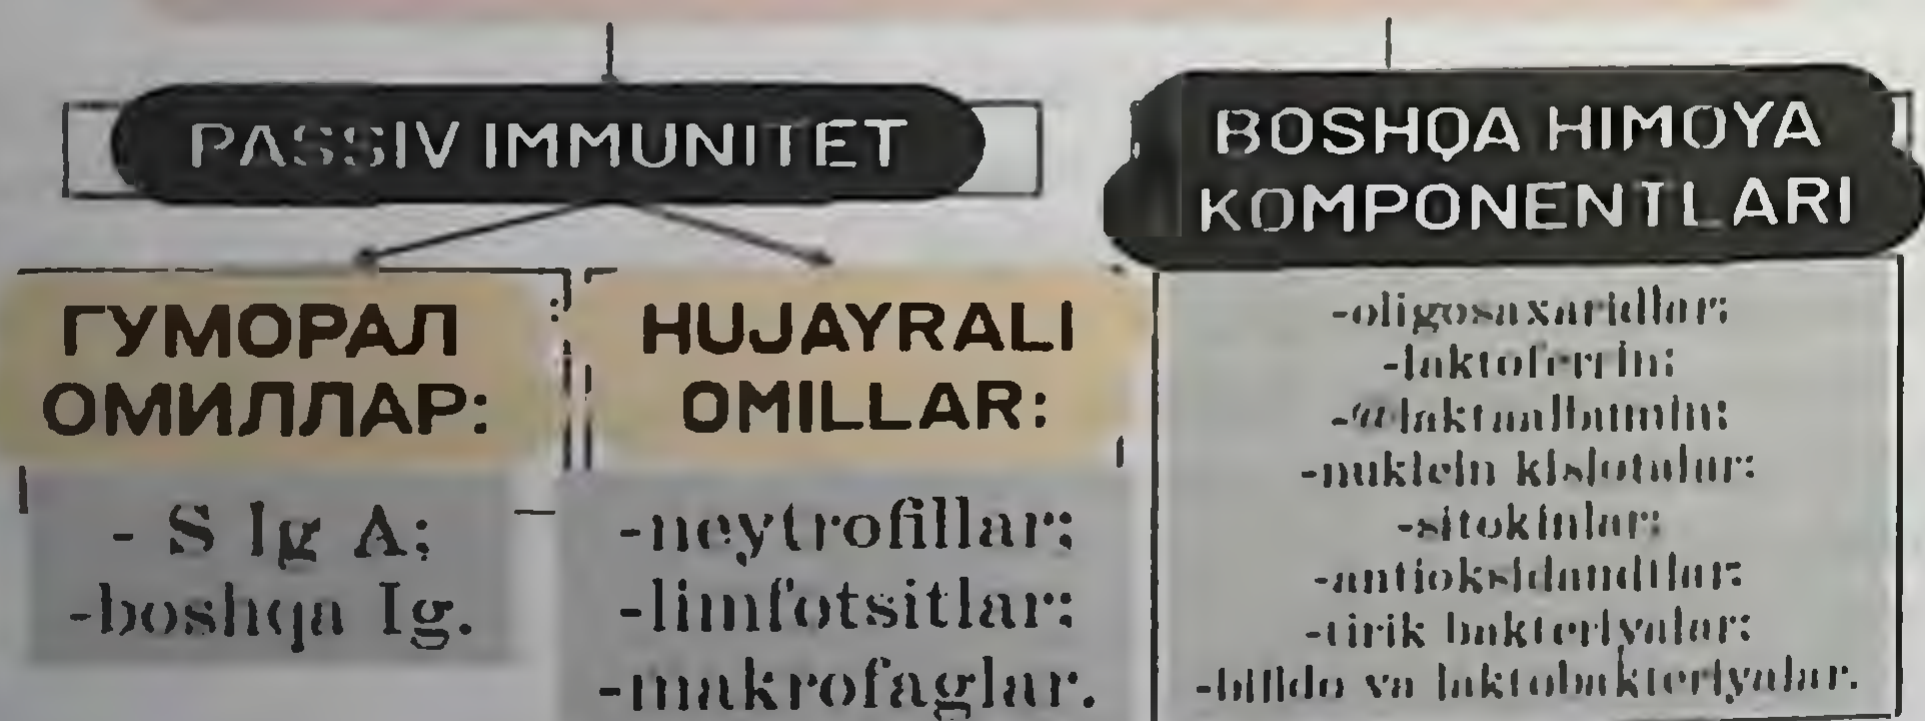 PASSIV IMMUNITET
BOSHQA HIMOYA
KOMPONENTLARI
ГУМОРАЛ
ОМИЛЛАР:
- S Ig A;
-boshqa Ig.
HUJAYRALI
OMILLAR:
-neytrofillar;
-limfotsitlar;
-makrofaglar.
-oligosaxaridlar;
-laktoferrin;
-nuklein kislotalar;
-sitokinlar;
-antioksidandtlar;
-tirik bakteriyalar;
-bifido va laktobakteriyalar.